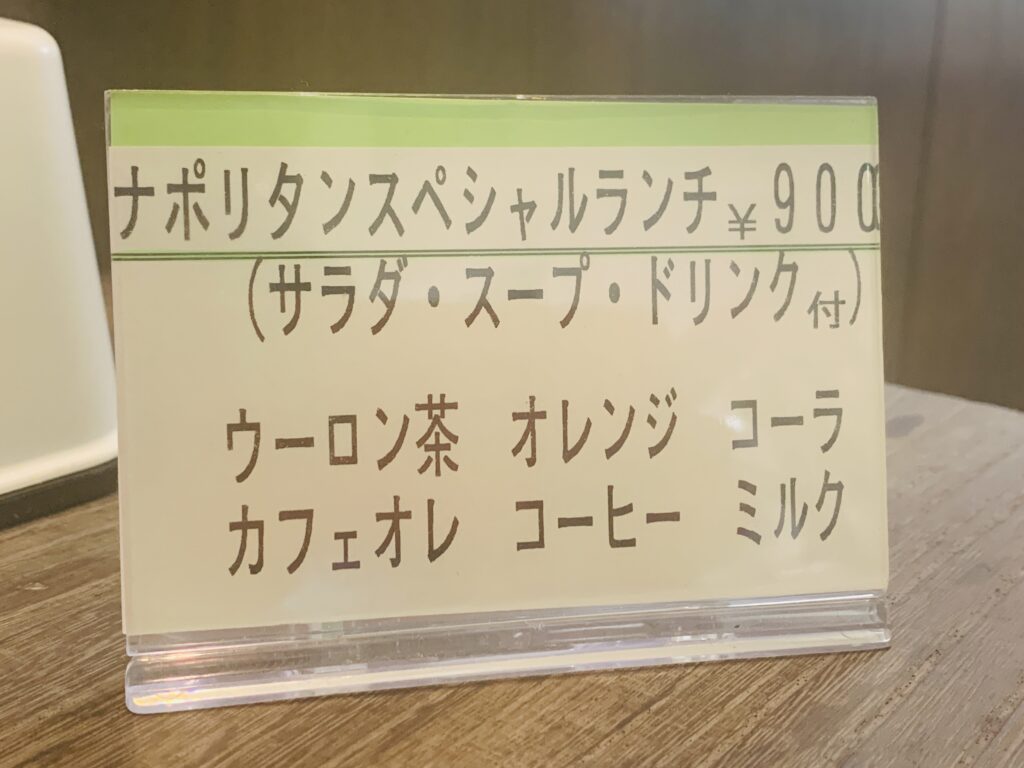 ナポリタンスペシャルランチ¥900
(サラダ・スープ・ドリンク付)
ウーロン茶 オレンジ コーラ
カフェオレ コーヒー ミルク